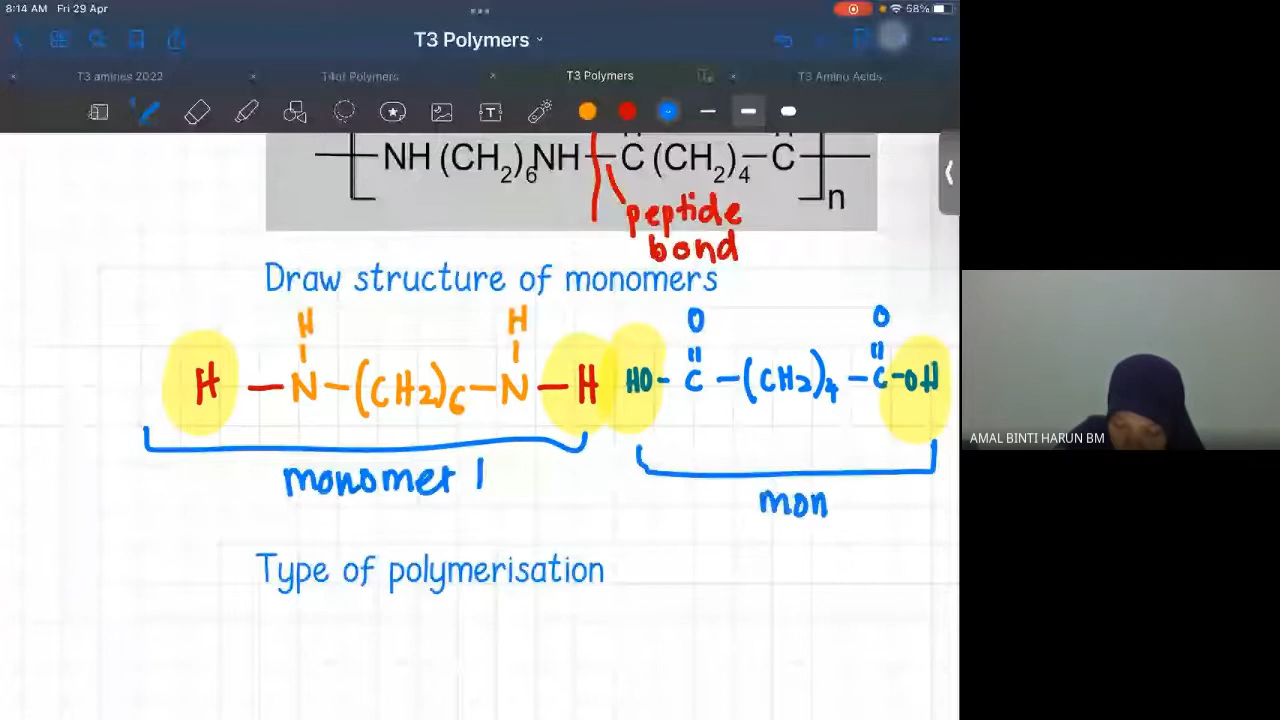 8:14 AM Fri 29 Apr
58%
T3 Polymers
T3 amines 2022
T4of Polymers
T3 Polymers
T3 Amino Acids
NH(CH2)6NH C(CH2)4-C
n
peptide
bond
Draw structure of monomers
H H O O
H - N - (CH2)6 - N - H HO - C - (CH2)4 - C - OH
monomer 1
mon
Type of polymerisation
AMAL BINTI HARUN BM